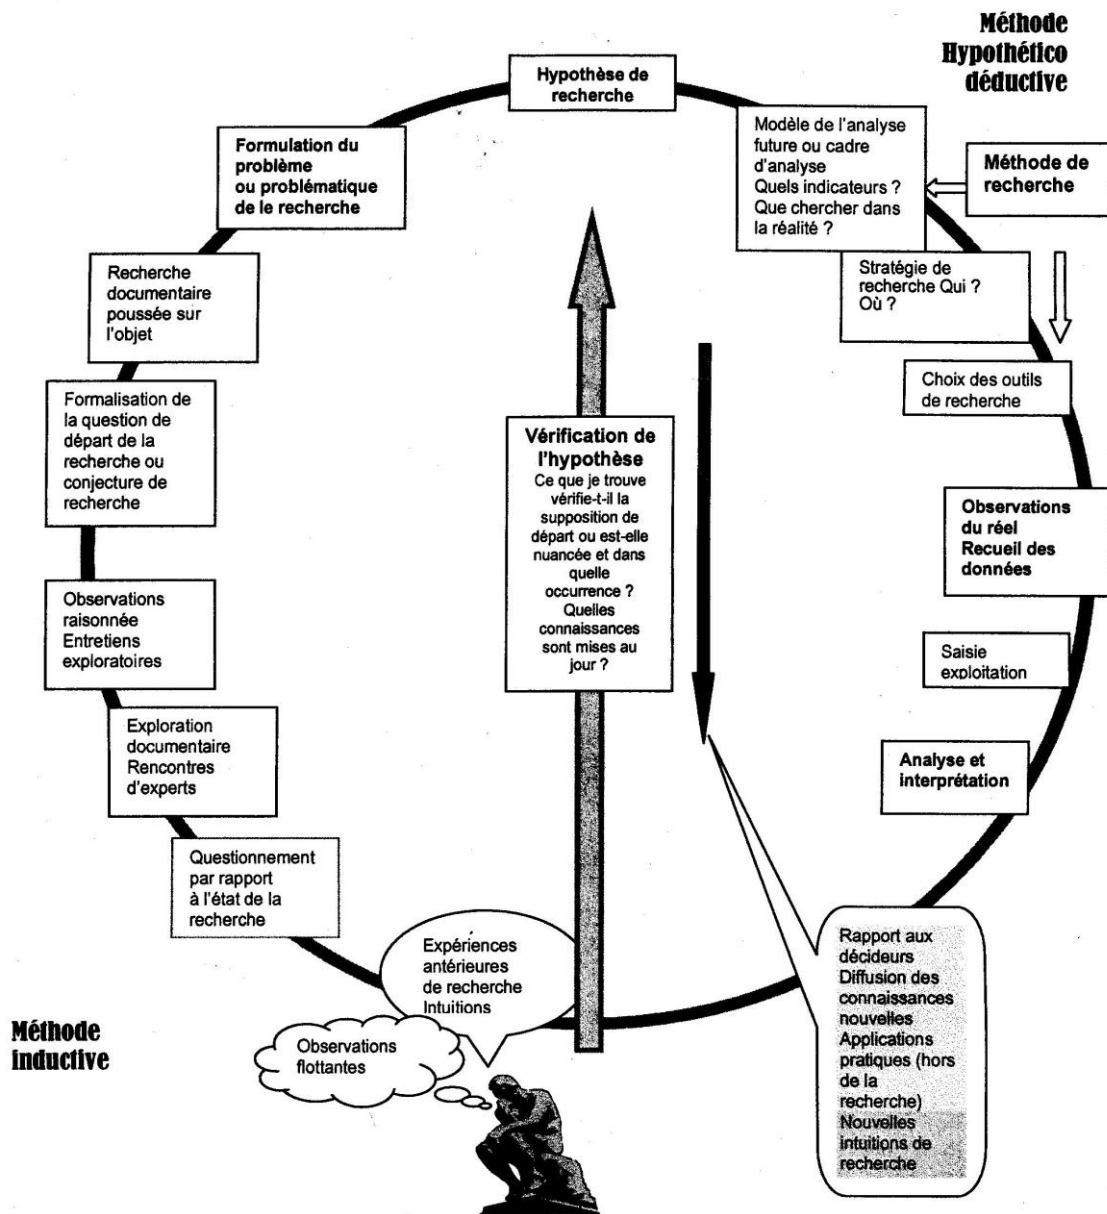 Méthode
Hypothético
déductive
Hypothèse de
recherche
Modèle de l'analyse
future ou cadre
d'analyse
Quels indicateurs ?
Que chercher dans
la réalité ?
Méthode de
recherche
Formulation du
problème
ou problématique
de le recherche
Stratégie de
recherche Qui ?
Où ?
Recherche
documentaire
poussée sur
l'objet
Choix des outils
de recherche
Formalisation de
la question de
départ de la
recherche ou
conjecture de
recherche
Vérification de
l'hypothèse
Ce que je trouve
vérifie-t-il la
supposition de
départ ou est-elle
nuancée et dans
quelle
occurrence ?
Quelles
connaissances
sont mises au
jour ?
Observations
du réel
Recueil des
données
Observations
raisonnée
Entretiens
exploratoires
Saisie
exploitation
Exploration
documentaire
Rencontres
d'experts
Analyse et
interprétation
Questionnement
par rapport
à l'état de la
recherche
Expériences
antérieures
de recherche
Intuitions
Rapport aux
décideurs
Diffusion des
connaissances
nouvelles
Applications
pratiques (hors
de la
recherche)
Nouvelles
intuitions de
recherche
Méthode
inductive
Observations
flottantes